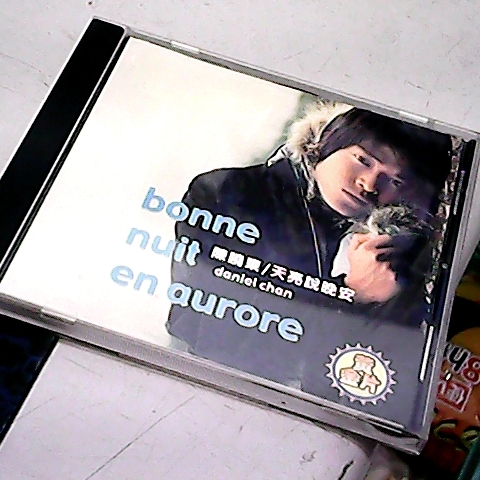 bonne
nuit
陳曉東/天亮說晚安
daniel chan
en aurore